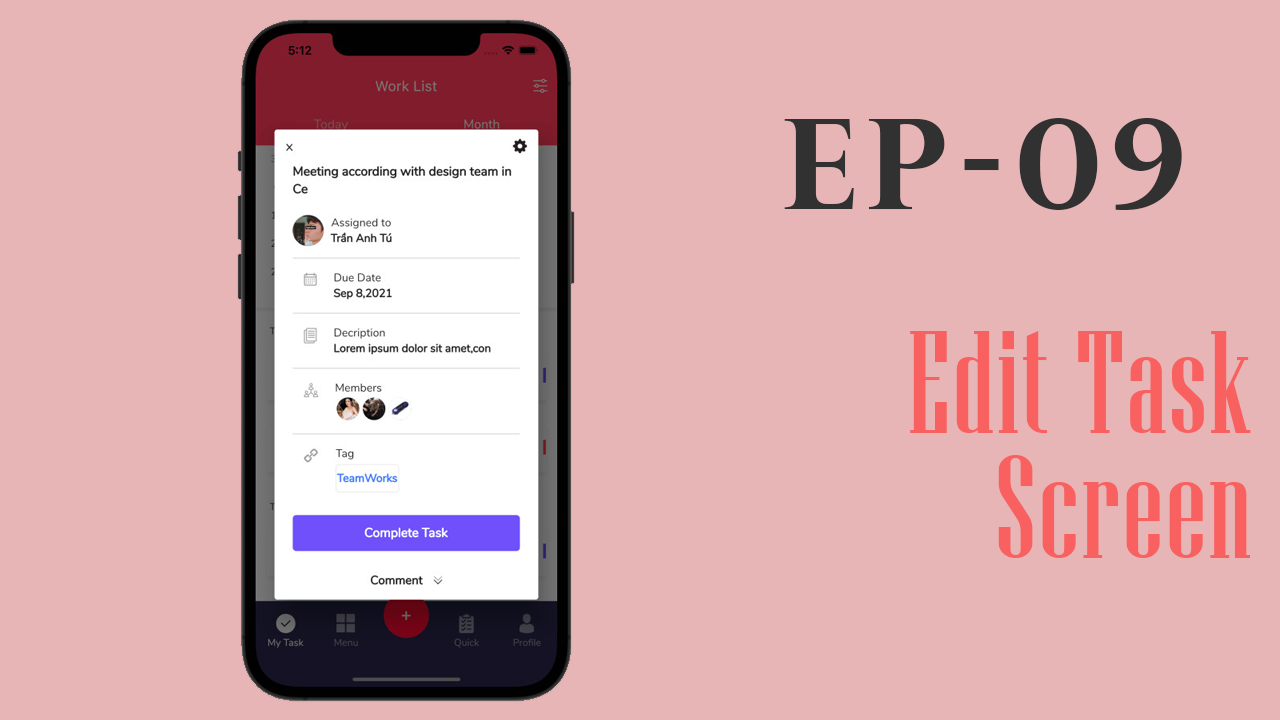 5:12
Work List
Today
Month
Meeting according with design team in
Ce
Assigned to
Trần Anh Tú
Due Date
Sep 8,2021
Decription
Lorem ipsum dolor sit amet,con
Members
Tag
TeamWorks
Complete Task
Comment
My Task
Menu
Quick
Profile
EP-09
Edit Task
Screen